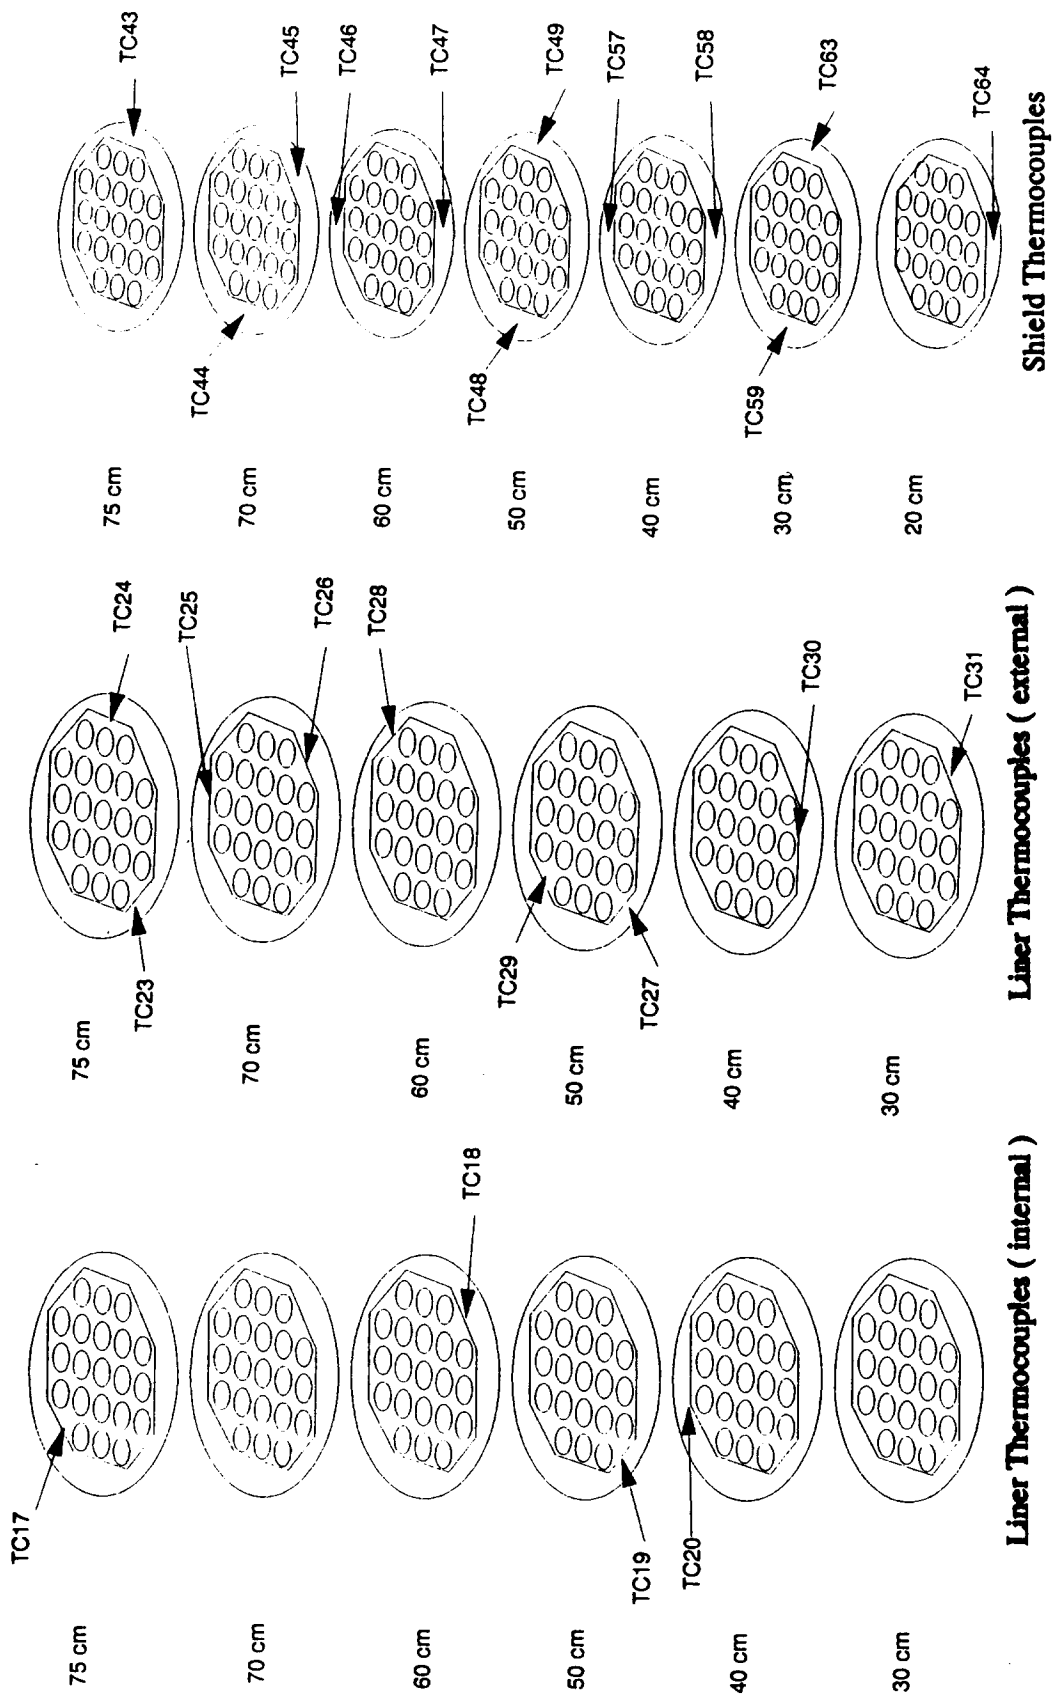 75 cm
TC17
70 cm
60 cm
TC18
50 cm
TC19
40 cm
TC20
30 cm
Liner Thermocouples ( internal )
75 cm
TC23
TC24
70 cm
TC25
TC26
60 cm
TC28
50 cm
TC29
TC27
40 cm
TC30
30 cm
TC31
Liner Thermocouples ( external )
75 cm
TC43
70 cm
TC44
TC45
60 cm
TC46
TC47
50 cm
TC48
TC49
40 cm
TC57
TC58
30 cm
TC59
TC63
20 cm
TC64
Shield Thermocouples